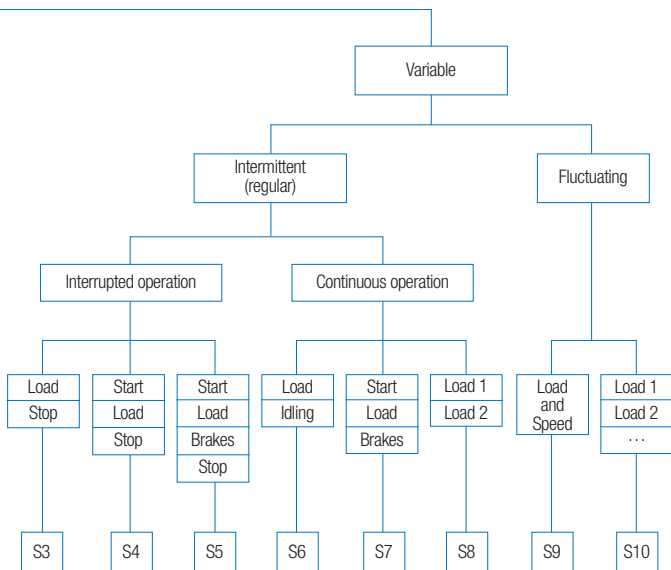 Variable
Intermittent
(regular)
Fluctuating
Interrupted operation
Continuous operation
Load
Stop
Start
Load
Stop
Start
Load
Brakes
Stop
Load
Idling
Start
Load
Brakes
Load 1
Load 2
Load
and
Speed
Load 1
Load 2
...
S3
S4
S5
S6
S7
S8
S9
S10